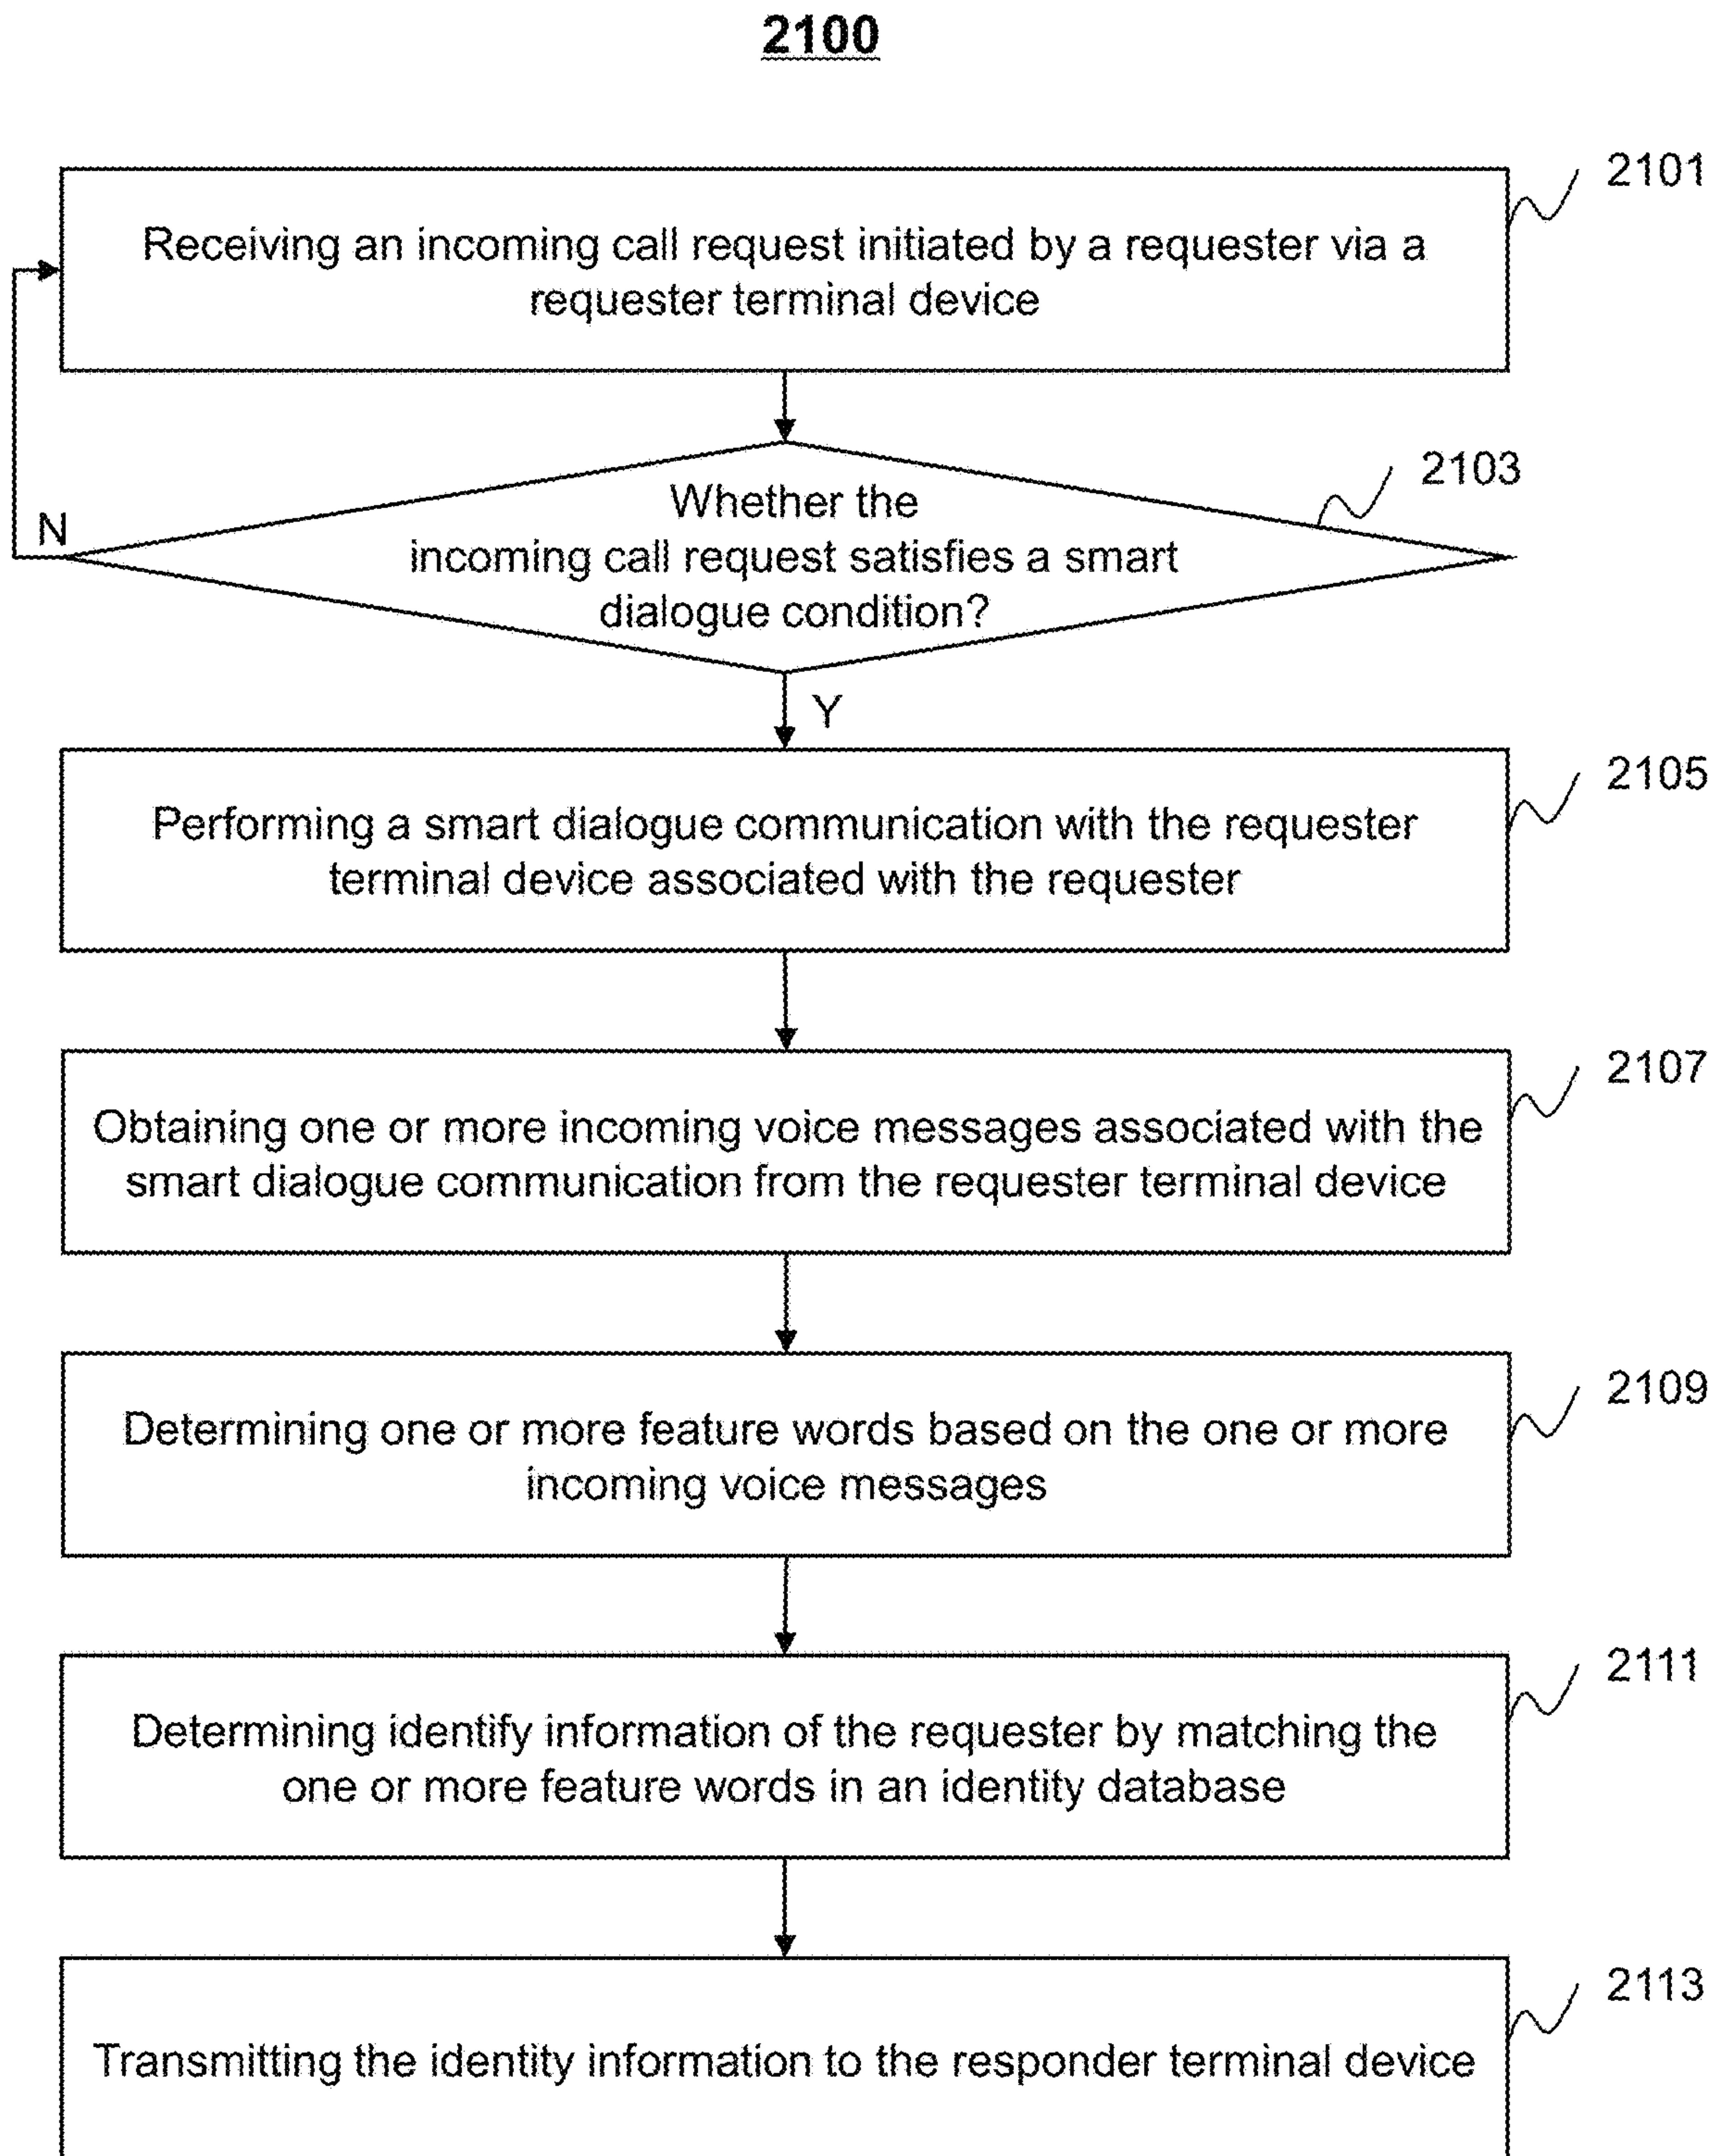 2100
2101
Receiving an incoming call request initiated by a requester via a
requester terminal device
2103
Whether the
N
incoming call request satisfies a smart
dialogue condition?
Y
2105
Performing a smart dialogue communication with the requester
terminal device associated with the requester
2107
Obtaining one or more incoming voice messages associated with the
smart dialogue communication from the requester terminal device
2109
Determining one or more feature words based on the one or more
incoming voice messages
2111
Determining identify information of the requester by matching the
one or more feature words in an identity database
2113
Transmitting the identity information to the responder terminal device